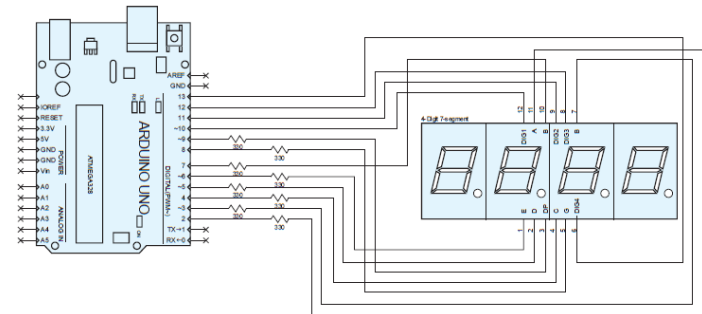 AREF
GND
13
12
11
~10
~9
8
7
~6
~5
4
~3
2
TX→1
RX←0
IOREF
RESET
3.3V
5V
GND
GND
Vin
A0
A1
A2
A3
A4
A5
POWER
ANALOG IN
ATMEGA328
ARDUINO UNO
DIGITAL (PWM~)
RX
TX
L
ON
330
330
330
330
330
330
330
330
4-Digit 7-segment
12
11
10
9
8
7
DIG1
A
B
DIG2
DIG3
B
E
D
DP
C
G
DIG4
1
2
3
4
5
6